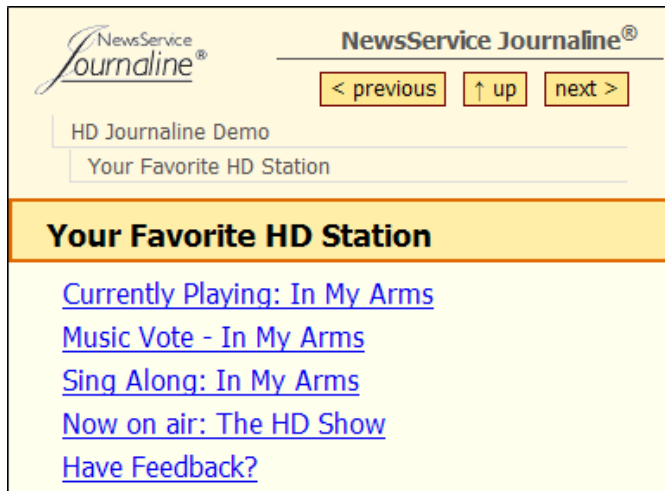 NewsService
Journaline®
NewsService Journaline®
< previous
↑ up
next >
HD Journaline Demo
Your Favorite HD Station
Your Favorite HD Station
Currently Playing: In My Arms
Music Vote - In My Arms
Sing Along: In My Arms
Now on air: The HD Show
Have Feedback?